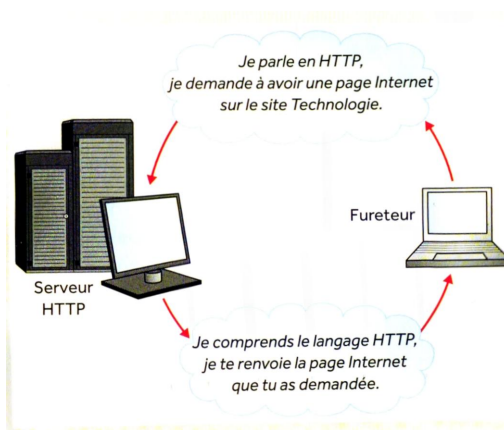 Je parle en HTTP,
je demande à avoir une page Internet
sur le site Technologie.
Fureteur
Serveur
HTTP
Je comprends le langage HTTP,
je te renvoie la page Internet
que tu as demandée.